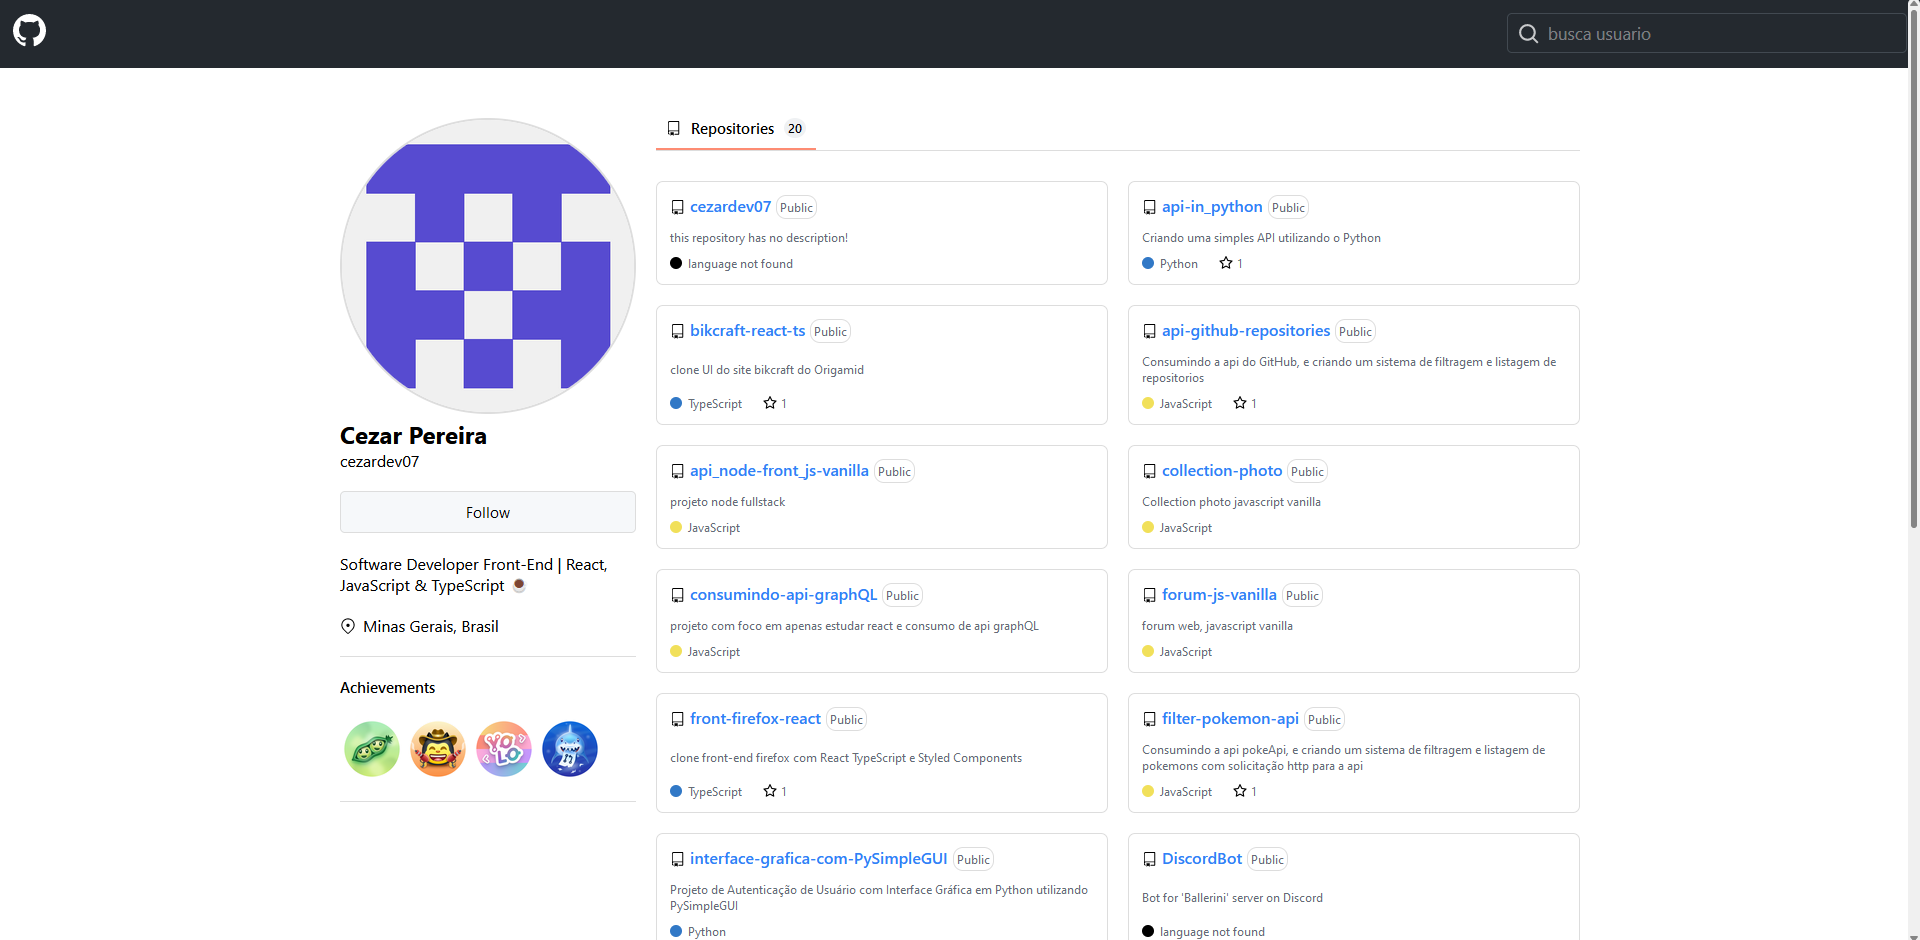 busca usuario
Cezar Pereira
cezardev07
Follow
Software Developer Front-End | React,
JavaScript & TypeScript
Minas Gerais, Brasil
Achievements
YOLO
Repositories 20
cezardev07 Public
this repository has no description!
language not found
api-in_python Public
Criando uma simples API utilizando o Python
Python 1
bikcraft-react-ts Public
clone UI do site bikcraft do Origamid
TypeScript 1
api-github-repositories Public
Consumindo a api do GitHub, e criando um sistema de filtragem e listagem de
repositorios
JavaScript 1
api_node-front_js-vanilla Public
projeto node fullstack
JavaScript
collection-photo Public
Collection photo javascript vanilla
JavaScript
consumindo-api-graphQL Public
projeto com foco em apenas estudar react e consumo de api graphQL
JavaScript
forum-js-vanilla Public
forum web, javascript vanilla
JavaScript
front-firefox-react Public
clone front-end firefox com React TypeScript e Styled Components
TypeScript 1
filter-pokemon-api Public
Consumindo a api pokeApi, e criando um sistema de filtragem e listagem de
pokemons com solicitação http para a api
JavaScript 1
interface-grafica-com-PySimpleGUI Public
Projeto de Autenticação de Usuário com Interface Gráfica em Python utilizando
PySimpleGUI
Python
DiscordBot Public
Bot for 'Ballerini' server on Discord
language not found